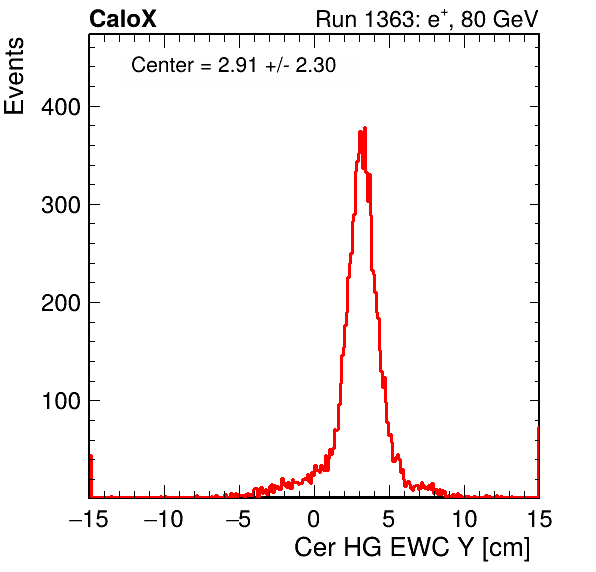 CaloX Run 1363: e⁺, 80 GeV
Center = 2.91 +/- 2.30
Events
400
300
200
100
−15 −10 −5 0 5 10 15
Cer HG EWC Y [cm]